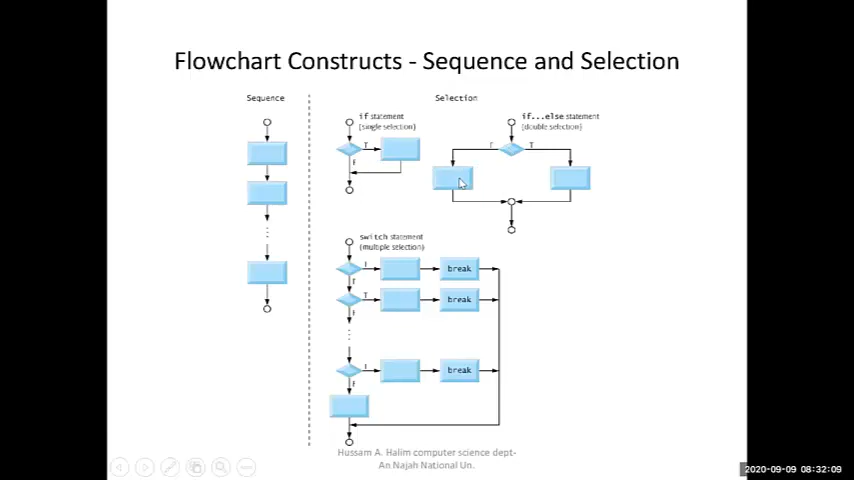 Flowchart Constructs - Sequence and Selection
Sequence
Selection
if statement
(single selection)
T
F
if...else statement
(double selection)
F
T
switch statement
(multiple selection)
T
break
F
T
break
F
T
break
F
Hussam A. Halim computer science dept-
An Najah National Un.
2020-09-09 08:32:09